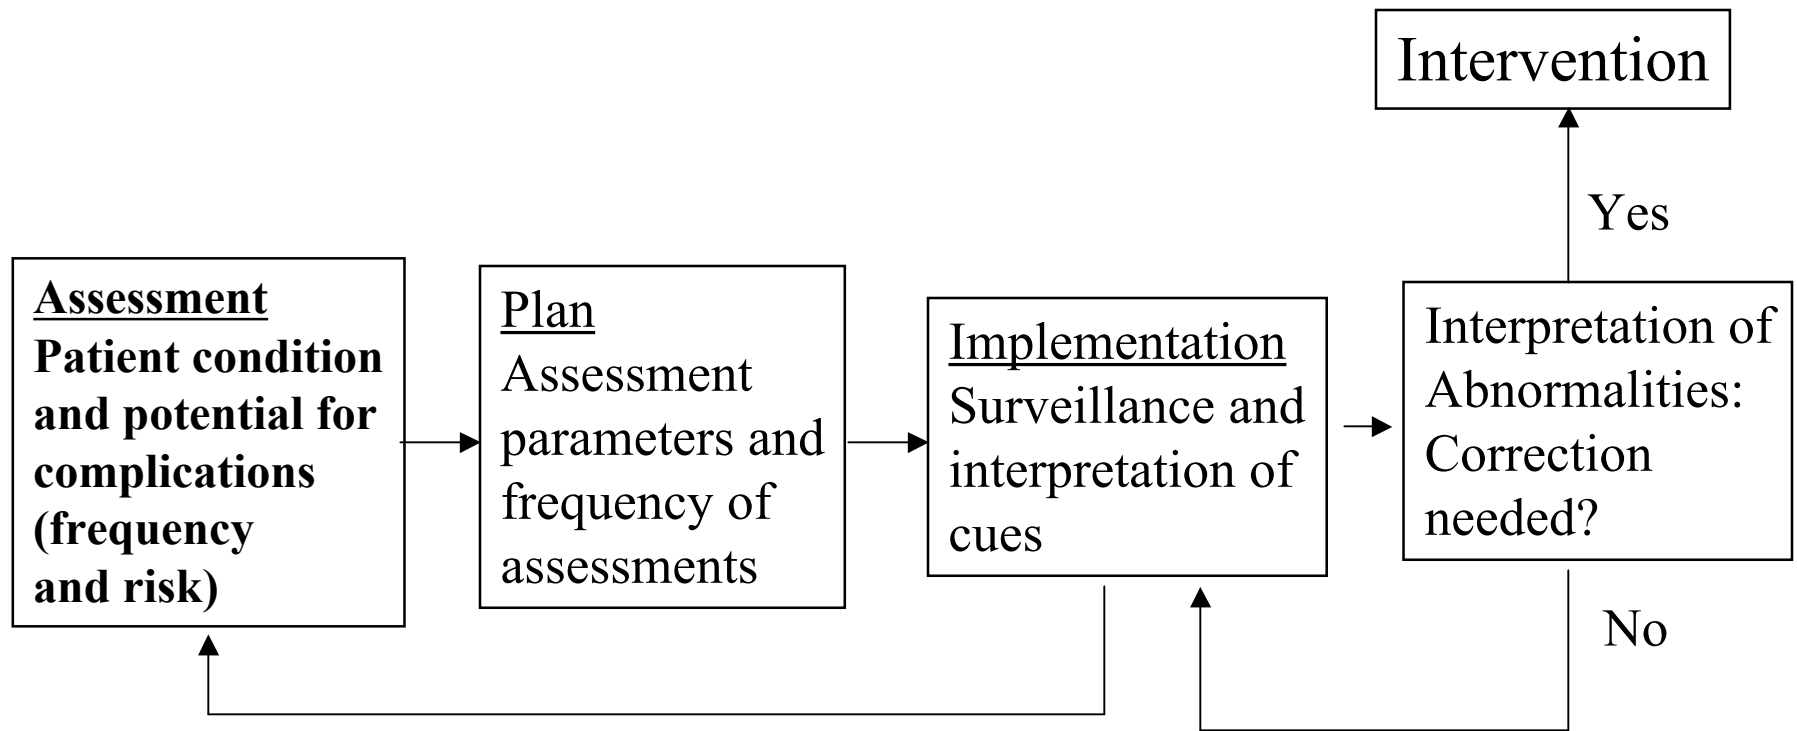 Intervention
Yes
Assessment
Patient condition
and potential for
complications
(frequency
and risk)
Plan
Assessment
parameters and
frequency of
assessments
Implementation
Surveillance and
interpretation of
cues
Interpretation of
Abnormalities:
Correction
needed?
No